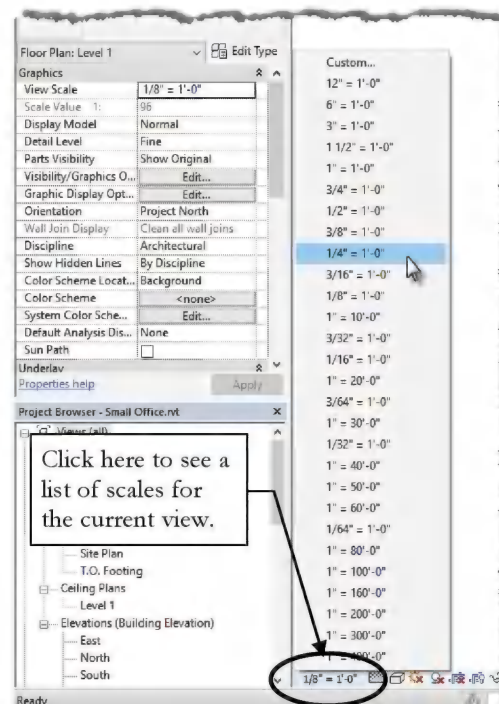 Floor Plan: Level 1
Edit Type
Graphics
View Scale 1/8" = 1'-0"
Scale Value 1: 96
Display Model Normal
Detail Level Fine
Parts Visibility Show Original
Visibility/Graphics O... Edit...
Graphic Display Opt... Edit...
Orientation Project North
Wall Join Display Clean all wall joins
Discipline Architectural
Show Hidden Lines By Discipline
Color Scheme Locat... Background
Color Scheme <none>
System Color Sche... Edit...
Default Analysis Dis... None
Sun Path
Underlay
Properties help Apply
Project Browser - Small Office.rvt
Views (all)
Click here to see a
list of scales for
the current view.
Site Plan
T.O. Footing
Ceiling Plans
Level 1
Elevations (Building Elevation)
East
North
South
Ready
Custom...
12" = 1'-0"
6" = 1'-0"
3" = 1'-0"
1 1/2" = 1'-0"
1" = 1'-0"
3/4" = 1'-0"
1/2" = 1'-0"
3/8" = 1'-0"
1/4" = 1'-0"
3/16" = 1'-0"
1/8" = 1'-0"
1" = 10'-0"
3/32" = 1'-0"
1/16" = 1'-0"
1" = 20'-0"
3/64" = 1'-0"
1" = 30'-0"
1/32" = 1'-0"
1" = 40'-0"
1" = 50'-0"
1" = 60'-0"
1/64" = 1'-0"
1" = 80'-0"
1" = 100'-0"
1" = 160'-0"
1" = 200'-0"
1" = 300'-0"
1" = 400'-0"
1/8" = 1'-0"